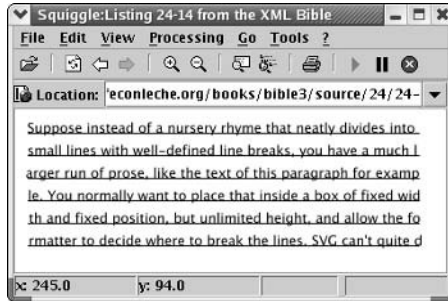 Squiggle:Listing 24-14 from the XML Bible
File Edit View Processing Go Tools ?
Location: 'econleche.org/books/bible3/source/24/24-
Suppose instead of a nursery rhyme that neatly divides into
small lines with well-defined line breaks, you have a much l
arger run of prose, like the text of this paragraph for examp
le. You normally want to place that inside a box of fixed wid
th and fixed position, but unlimited height, and allow the fo
rmatter to decide where to break the lines. SVG can't quite d
x: 245.0 y: 94.0